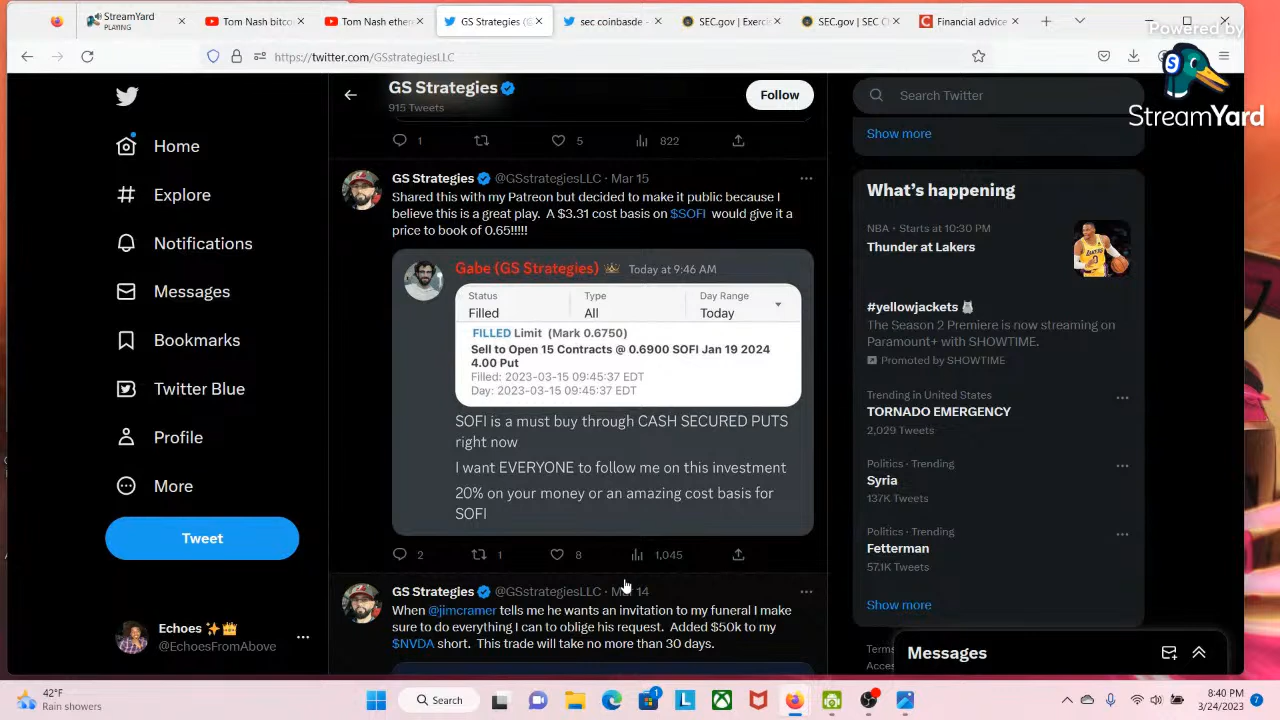 StreamYard
PLAYING
Tom Nash bitco
Tom Nash ether
GS Strategies (@
sec coinbasde -
SEC.gov | Exerci
SEC.gov | SEC C
Financial advice
Powered by
StreamYard
https://twitter.com/GSstrategiesLLC
GS Strategies
915 Tweets
Follow
Search Twitter
Show more
1
5
822
Home
Explore
Notifications
Messages
Bookmarks
Twitter Blue
Profile
More
Tweet
Echoes ✨👑
@EchoesFromAbove
GS Strategies @GSstrategiesLLC · Mar 15
Shared this with my Patreon but decided to make it public because I
believe this is a great play. A $3.31 cost basis on $SOFI would give it a
price to book of 0.65!!!!!
Gabe (GS Strategies) Today at 9:46 AM
Status
Type
Day Range
Filled
All
Today
FILLED Limit (Mark 0.6750)
Sell to Open 15 Contracts @ 0.6900 SOFI Jan 19 2024
4.00 Put
Filled: 2023-03-15 09:45:37 EDT
Day: 2023-03-15 09:45:37 EDT
SOFI is a must buy through CASH SECURED PUTS
right now
I want EVERYONE to follow me on this investment
20% on your money or an amazing cost basis for
SOFI
2
1
8
1,045
GS Strategies @GSstrategiesLLC · Mar 14
When @jimcramer tells me he wants an invitation to my funeral I make
sure to do everything I can to oblige his request. Added $50k to my
$NVDA short. This trade will take no more than 30 days.
What's happening
NBA · Starts at 10:30 PM
Thunder at Lakers
#yellowjackets
The Season 2 Premiere is now streaming on
Paramount+ with SHOWTIME.
Promoted by SHOWTIME
Trending in United States
TORNADO EMERGENCY
2,029 Tweets
Politics · Trending
Syria
137K Tweets
Politics · Trending
Fetterman
57.1K Tweets
Show more
Terms
Acces
Messages
42°F
Rain showers
Search
1
8:40 PM
3/24/2023
7